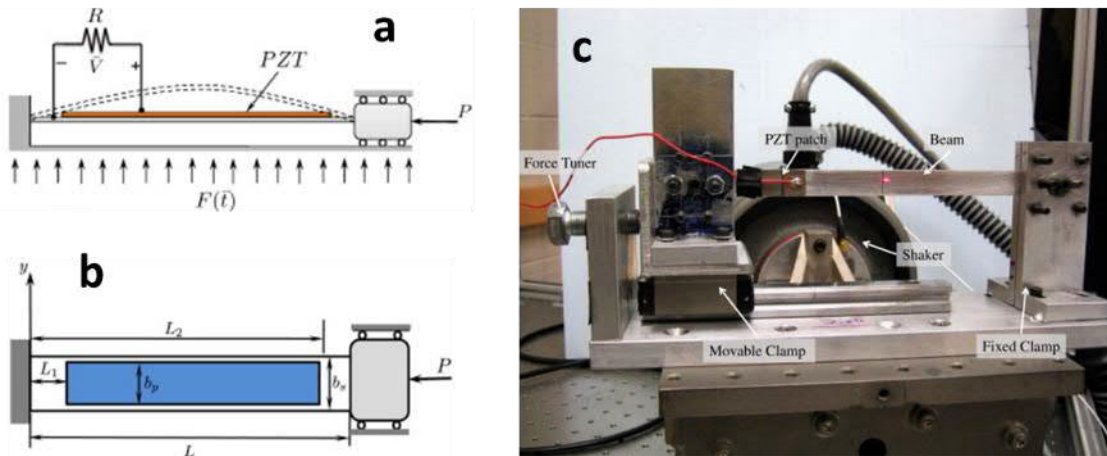 a
R
V̄
−
+
PZT
P
F(t̄)
b
y
L₂
L₁
bₚ
bₛ
P
L
c
PZT patch
Beam
Force Tuner
Shaker
Movable Clamp
Fixed Clamp